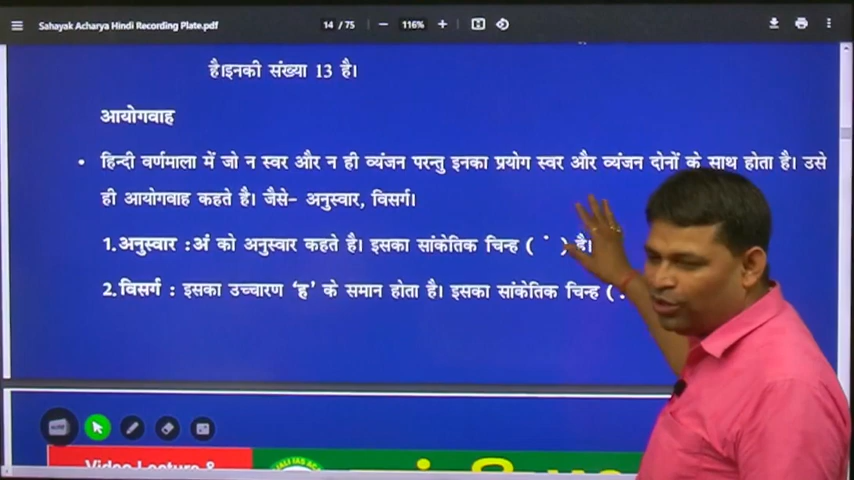 Sahayak Acharya Hindi Recording Plate.pdf
14 / 75
116%
है।इनकी संख्या 13 है।
आयोगवाह
• हिन्दी वर्णमाला में जो न स्वर और न ही व्यंजन परन्तु इनका प्रयोग स्वर और व्यंजन दोनों के साथ होता है। उसे
ही आयोगवाह कहते है। जैसे- अनुस्वार, विसर्ग।
1. अनुस्वार :अं को अनुस्वार कहते है। इसका सांकेतिक चिन्ह ( ˙ ) है।
2. विसर्ग : इसका उच्चारण ‘ह’ के समान होता है। इसका सांकेतिक चिन्ह (
Video Lecture &